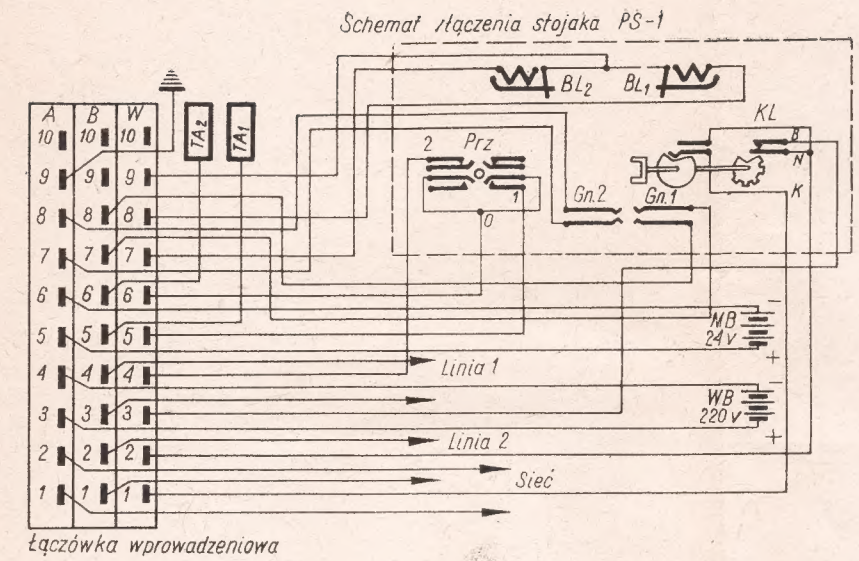 Schemat złączenia stojaka PS-1
BL2 BL1 KL
A B W
TA2 TA1
10 10 10
2 Prz B
N
9 9 9
K
1 Gn.2 Gn.1
8 8 8
0
7 7 7
6 6 6
−
MB
24 v
5 5 5
+
4 4 4 Linia 1
−
WB
220 v
3 3 3
+
Linia 2
2 2 2
Sieć
1 1 1
Łączówka wprowadzeniowa